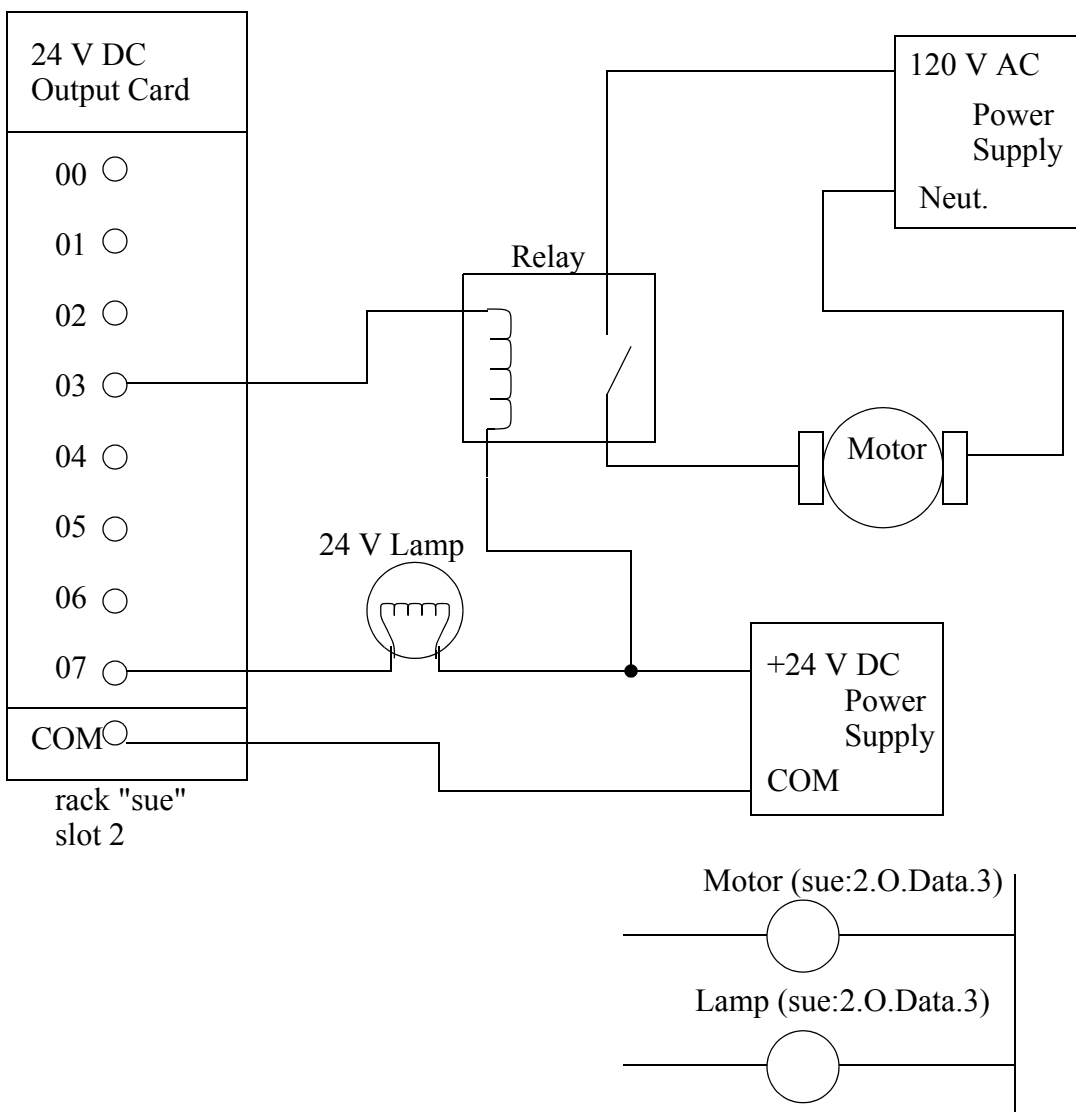 24 V DC
Output Card
00
01
02
03
04
05
06
07
COM
rack "sue"
slot 2
Relay
24 V Lamp
120 V AC
Power
Supply
Neut.
Motor
+24 V DC
Power
Supply
COM
Motor (sue:2.O.Data.3)
Lamp (sue:2.O.Data.3)